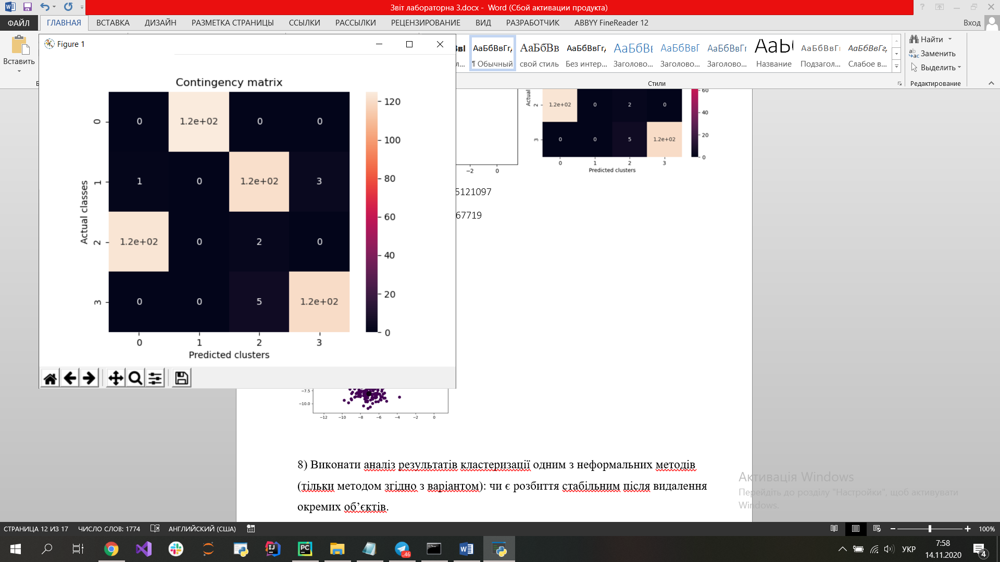 Звіт лабораторна 3.docx - Word (Сбой активации продукта)
ФАЙЛ ГЛАВНАЯ ВСТАВКА ДИЗАЙН РАЗМЕТКА СТРАНИЦЫ ССЫЛКИ РАССЫЛКИ РЕЦЕНЗИРОВАНИЕ ВИД РАЗРАБОТЧИК ABBYY FineReader 12 Вход
Вставить
АаБбВвГг, АаБбВв АаБбВвГг, АаБбВі АаБбВвГ АаБбВвГг АаЬ АаБбВвГг АаБбВвГг,
¶ Обычный свой стиль Без интер... Заголово... Заголово... Заголово... Название Подзагол... Слабое в...
Стили
Найти
Заменить
Выделить
Редактирование
Figure 1
Contingency matrix
0 0 1.2e+02 0 0
1 1 0 1.2e+02 3
2 1.2e+02 0 2 0
3 0 0 5 1.2e+02
0 1 2 3
Actual classes
Predicted clusters
120
100
80
60
40
20
0
Actual
2 1.2e+02 0 2 0
3 0 0 5 1.2e+02
0 1 2 3
Predicted clusters
60
40
20
0
−2 0
5121097
67719
−7.5
−10.0
−12 −10 −8 −6 −4 −2 0
8) Виконати аналіз результатів кластеризації одним з неформальних методів
(тільки методом згідно з варіантом): чи є розбиття стабільним після видалення
окремих об’єктів.
Активація Windows
Перейдіть до розділу "Настройки", щоб активувати
Windows.
СТРАНИЦА 12 ИЗ 17 ЧИСЛО СЛОВ: 1774 АНГЛИЙСКИЙ (США) 100%
..46
УКР
7:58
14.11.2020
4